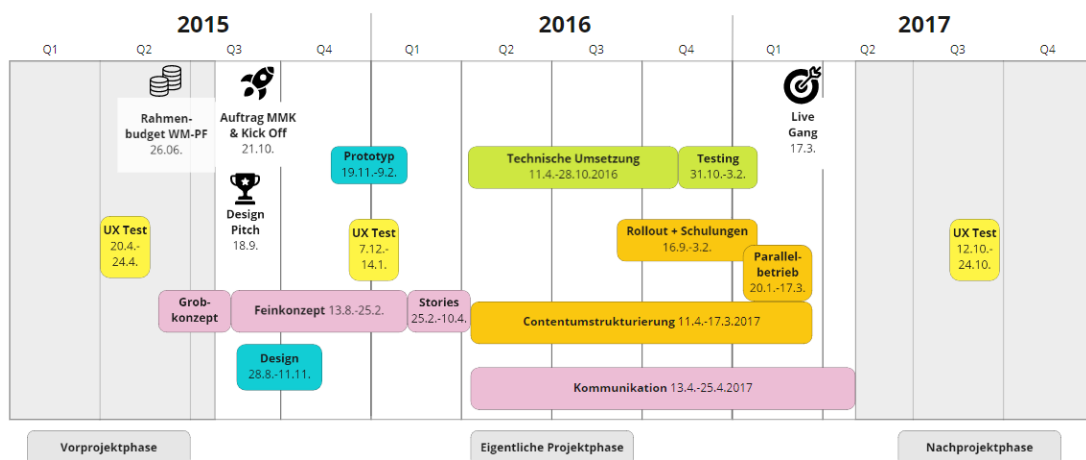 2015
2016
2017
Q1
Q2
Q3
Q4
Q1
Q2
Q3
Q4
Q1
Q2
Q3
Q4
Rahmen-
budget WM-PF
26.06.
Auftrag MMK
& Kick Off
21.10.
Live
Gang
17.3.
Prototyp
19.11.-9.2.
Technische Umsetzung
11.4.-28.10.2016
Testing
31.10.-3.2.
Design
Pitch
18.9.
UX Test
20.4.-
24.4.
UX Test
7.12.-
14.1.
Rollout + Schulungen
16.9.-3.2.
Parallel-
betrieb
20.1.-17.3.
UX Test
12.10.-
24.10.
Grob-
konzept
Feinkonzept 13.8.-25.2.
Stories
25.2.-10.4.
Contentumstrukturierung 11.4.-17.3.2017
Design
28.8.-11.11.
Kommunikation 13.4.-25.4.2017
Vorprojektphase
Eigentliche Projektphase
Nachprojektphase